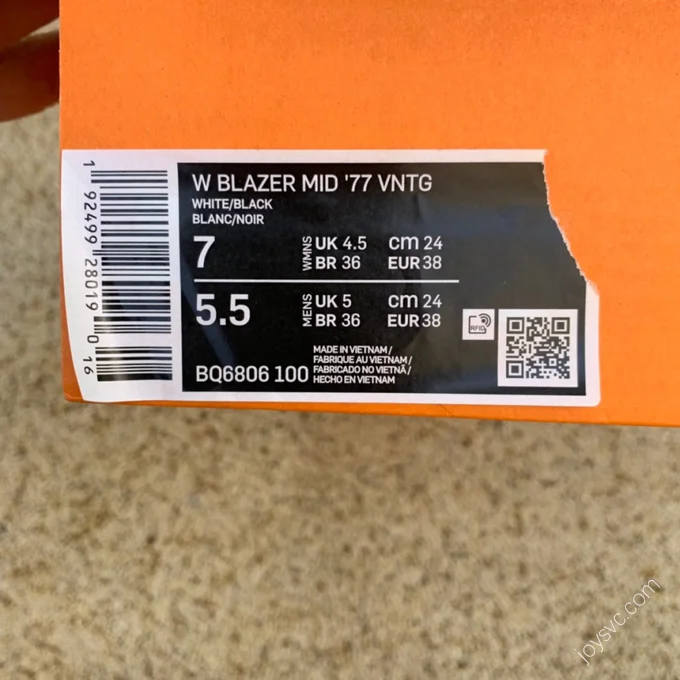 W BLAZER MID '77 VNTG
WHITE/BLACK
BLANC/NOIR
7 WMNS UK 4.5 cm 24
BR 36 EUR 38
5.5 MENS UK 5 cm 24
BR 36 EUR 38
BQ6806 100
MADE IN VIETNAM /
FABRIQUE AU VIETNAM /
FABRICADO NO VIETNÃ /
HECHO EN VIETNAM
RFID
1 92499 28019 0 16
joysvc.com